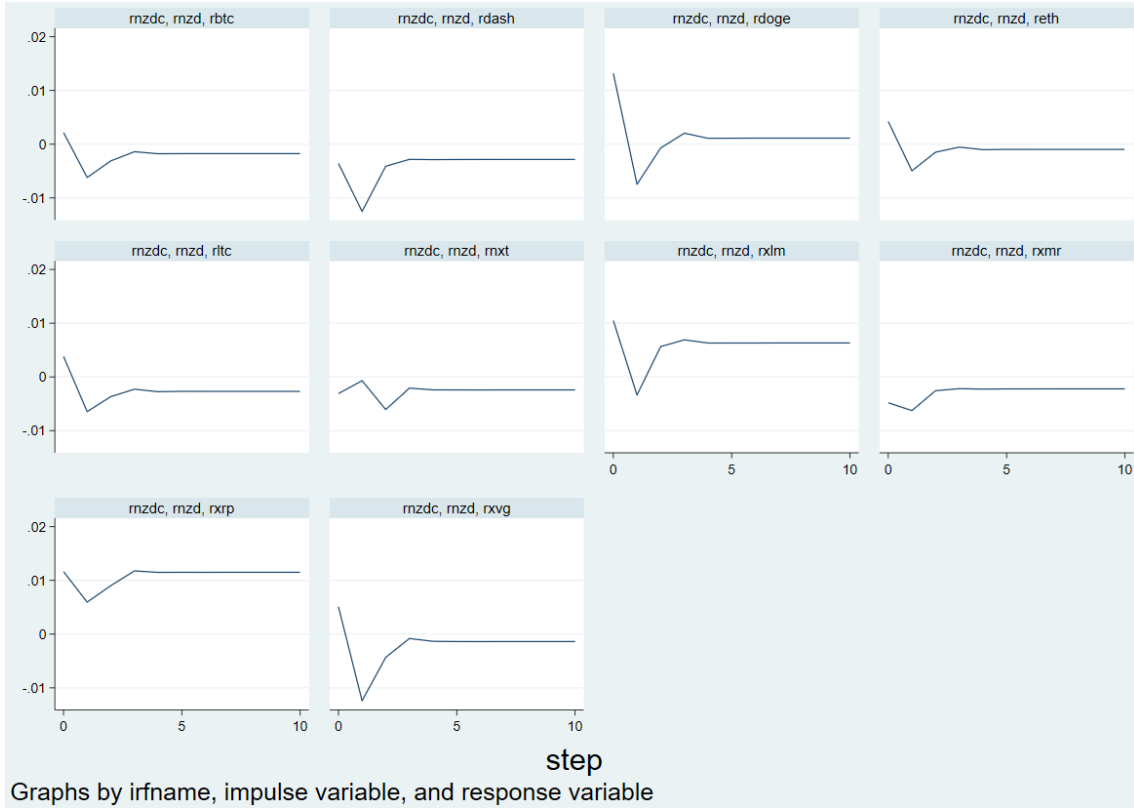 rnzdc, rnzd, rbtc
rnzdc, rnzd, rdash
rnzdc, rnzd, rdoge
rnzdc, rnzd, reth
.02
.01
0
-.01
rnzdc, rnzd, rltc
rnzdc, rnzd, rnxt
rnzdc, rnzd, rxlm
rnzdc, rnzd, rxmr
.02
.01
0
-.01
0 5 10
0 5 10
rnzdc, rnzd, rxrp
rnzdc, rnzd, rxvg
.02
.01
0
-.01
0 5 10
0 5 10
step
Graphs by irfname, impulse variable, and response variable